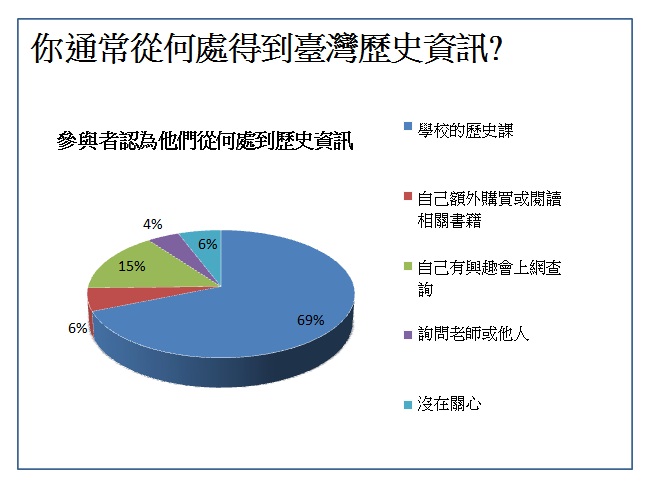 你通常從何處得到臺灣歷史資訊?
參與者認為他們從何處到歷史資訊
學校的歷史課
自己額外購買或閱讀
相關書籍
自己有興趣會上網查
詢
詢問老師或他人
沒在關心
4%
6%
15%
6%
69%